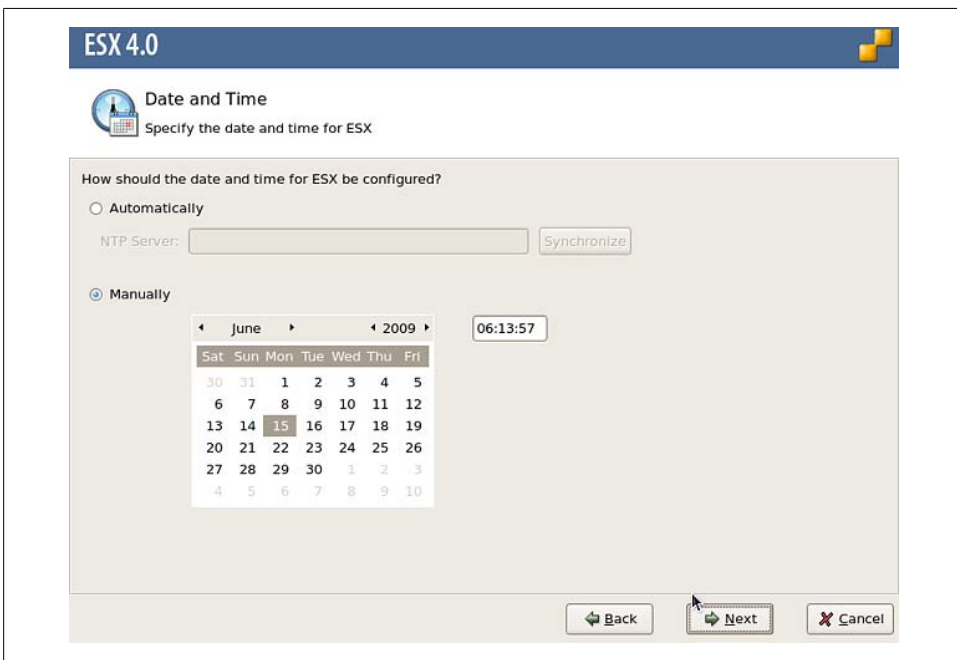 ESX 4.0
Date and Time
Specify the date and time for ESX
How should the date and time for ESX be configured?
Automatically
NTP Server:
Synchronize
Manually
June 2009 06:13:57
Sat Sun Mon Tue Wed Thu Fri
30 31 1 2 3 4 5
6 7 8 9 10 11 12
13 14 15 16 17 18 19
20 21 22 23 24 25 26
27 28 29 30 1 2 3
4 5 6 7 8 9 10
Back Next Cancel